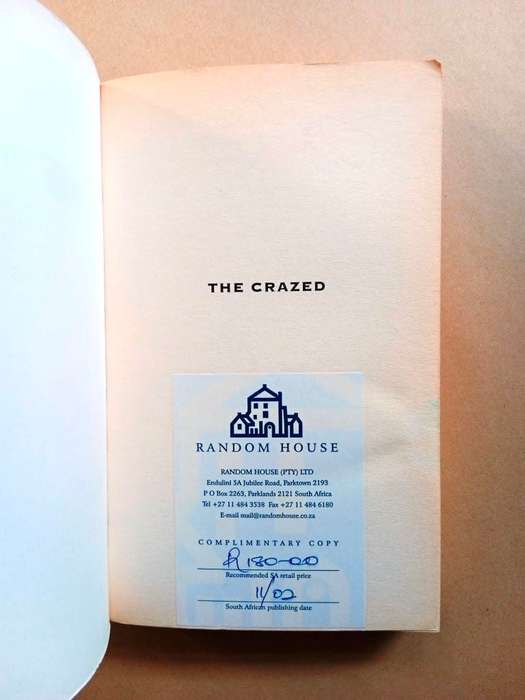 THE CRAZED
RANDOM HOUSE
RANDOM HOUSE (PTY) LTD
Endulini 5A Jubilee Road, Parktown 2193
P O Box 2263, Parklands 2121 South Africa
Tel +27 11 484 3538 Fax +27 11 484 6180
E-mail mail@randomhouse.co.za
COMPLIMENTARY COPY
R 180-00
Recommended SA retail price
11/02
South African publishing date